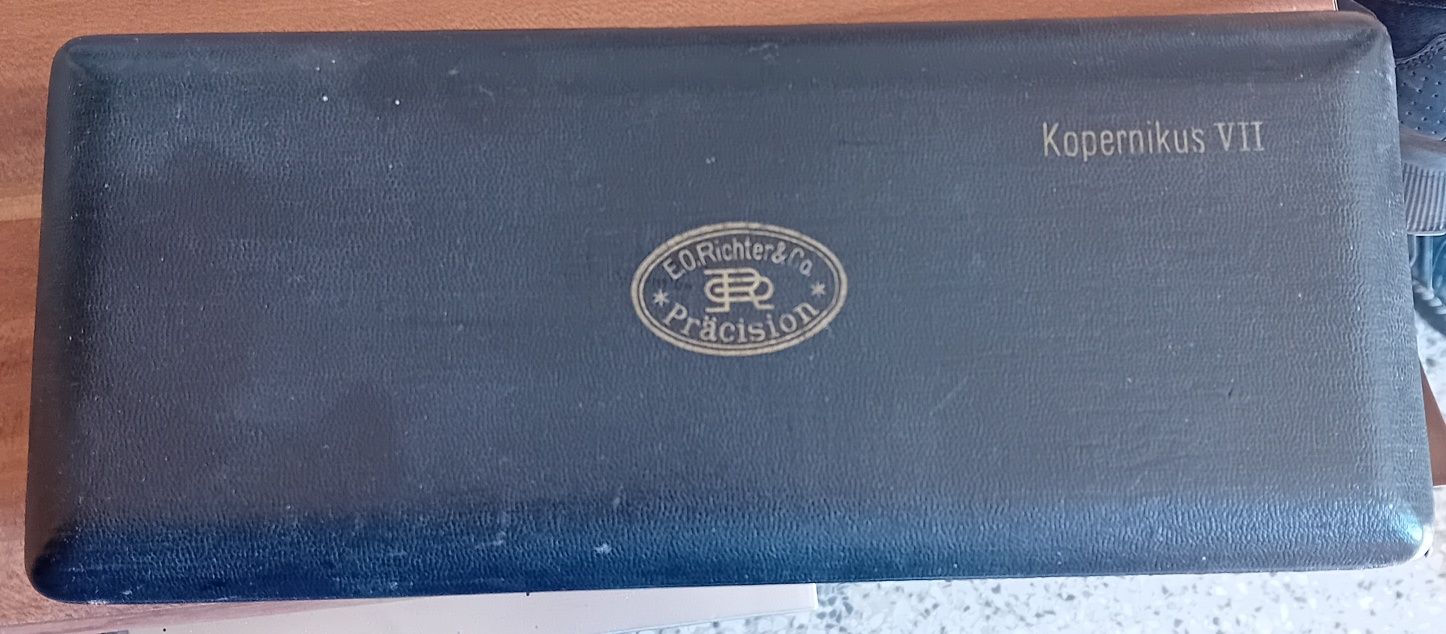 Kopernikus VII
E.O.Richter&Co.
Präcision